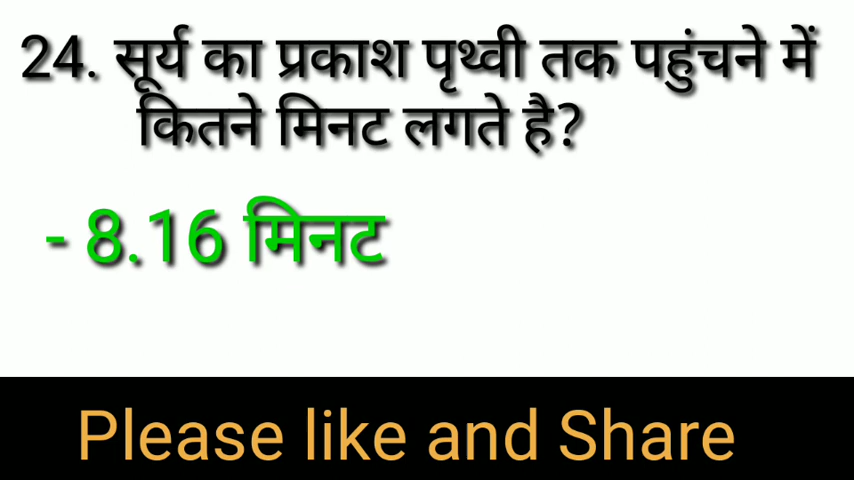 24. सूर्य का प्रकाश पृथ्वी तक पहुंचने में
कितने मिनट लगते है?
- 8.16 मिनट
Please like and Share